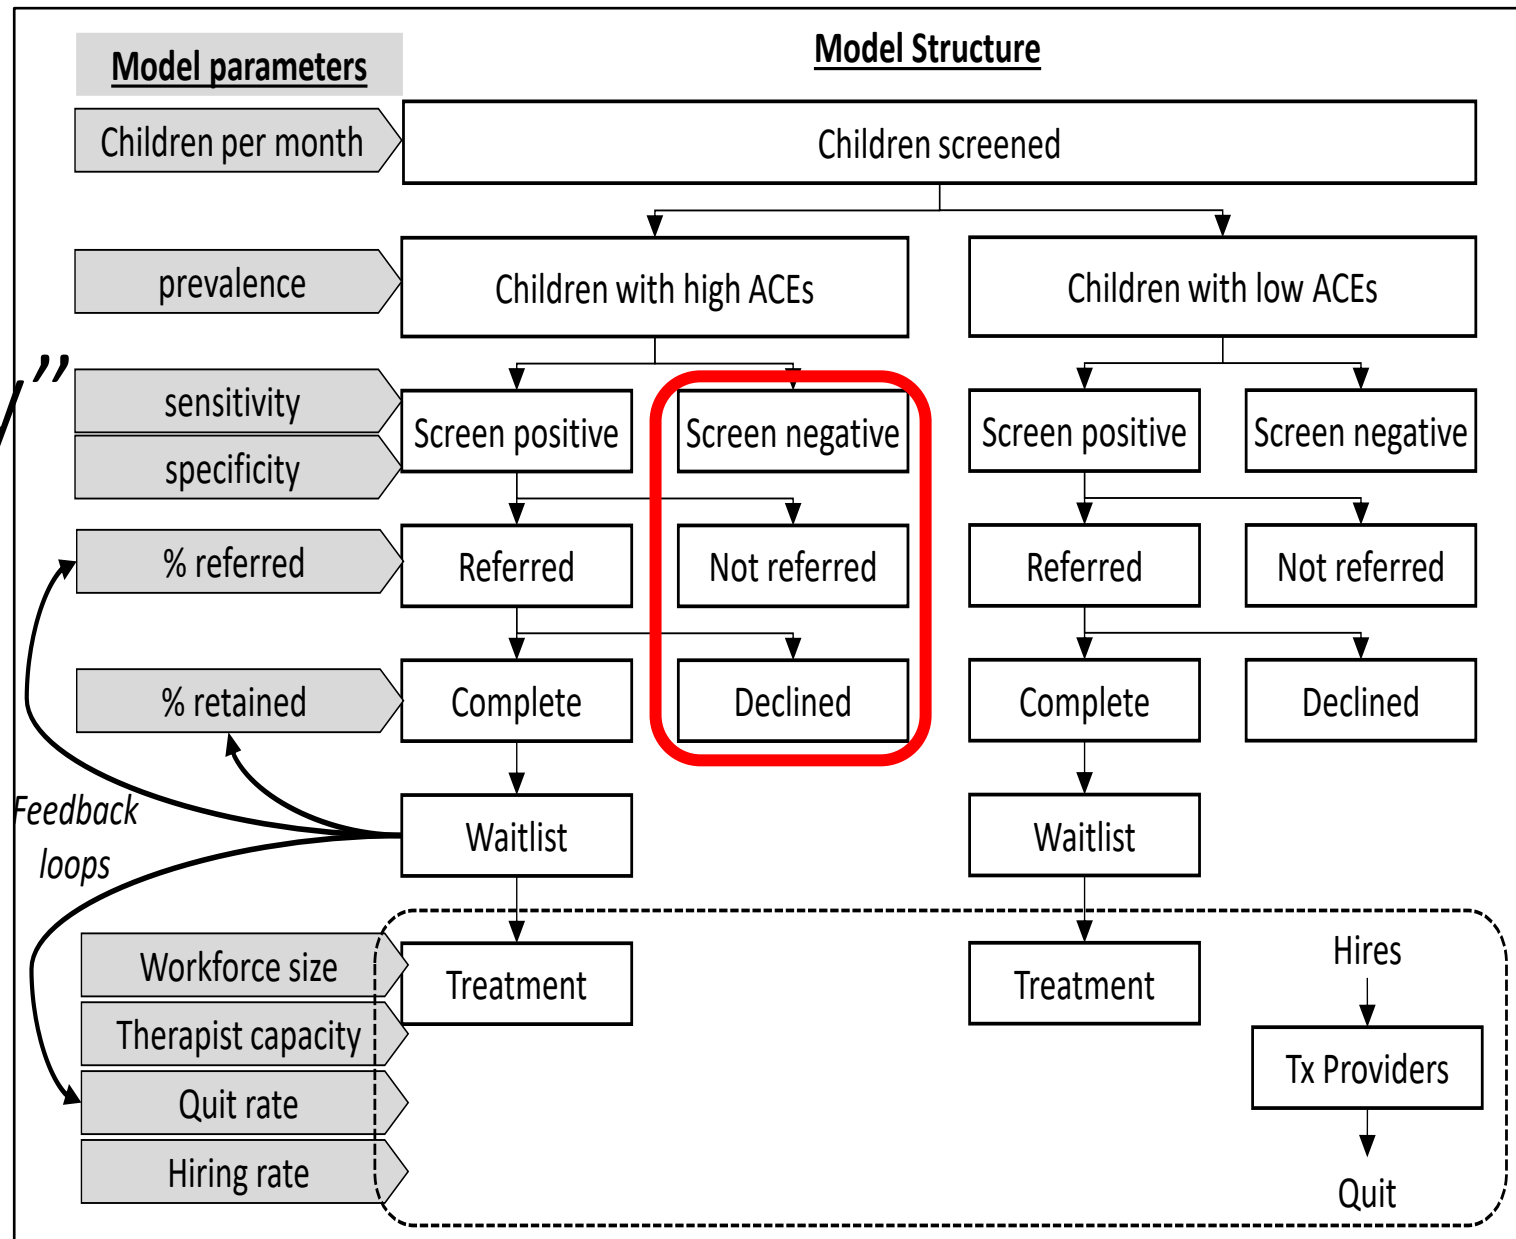 Model parameters
Model Structure
Children per month
Children screened
prevalence
Children with high ACEs
Children with low ACEs
”
sensitivity
specificity
Screen positive
Screen negative
Screen positive
Screen negative
% referred
Referred
Not referred
Referred
Not referred
% retained
Complete
Declined
Complete
Declined
Feedback
loops
Waitlist
Waitlist
Workforce size
Therapist capacity
Quit rate
Hiring rate
Treatment
Treatment
Hires
Tx Providers
Quit